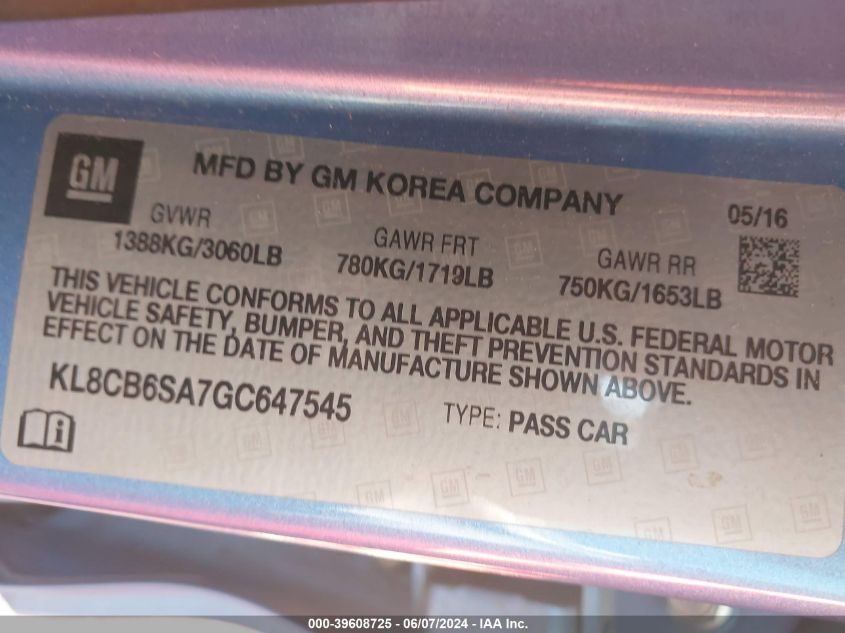 GM
MFD BY GM KOREA COMPANY
05/16
GVWR
1388KG/3060LB
GAWR FRT
780KG/1719LB
GAWR RR
750KG/1653LB
THIS VEHICLE CONFORMS TO ALL APPLICABLE U.S. FEDERAL MOTOR
VEHICLE SAFETY, BUMPER, AND THEFT PREVENTION STANDARDS IN
EFFECT ON THE DATE OF MANUFACTURE SHOWN ABOVE.
KL8CB6SA7GC647545
TYPE: PASS CAR
000-39608725 - 06/07/2024 - IAA Inc.